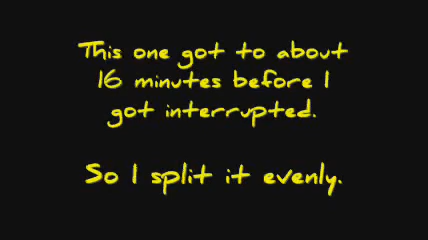 This one got to about
16 minutes before I
got interrupted.
So I split it evenly.